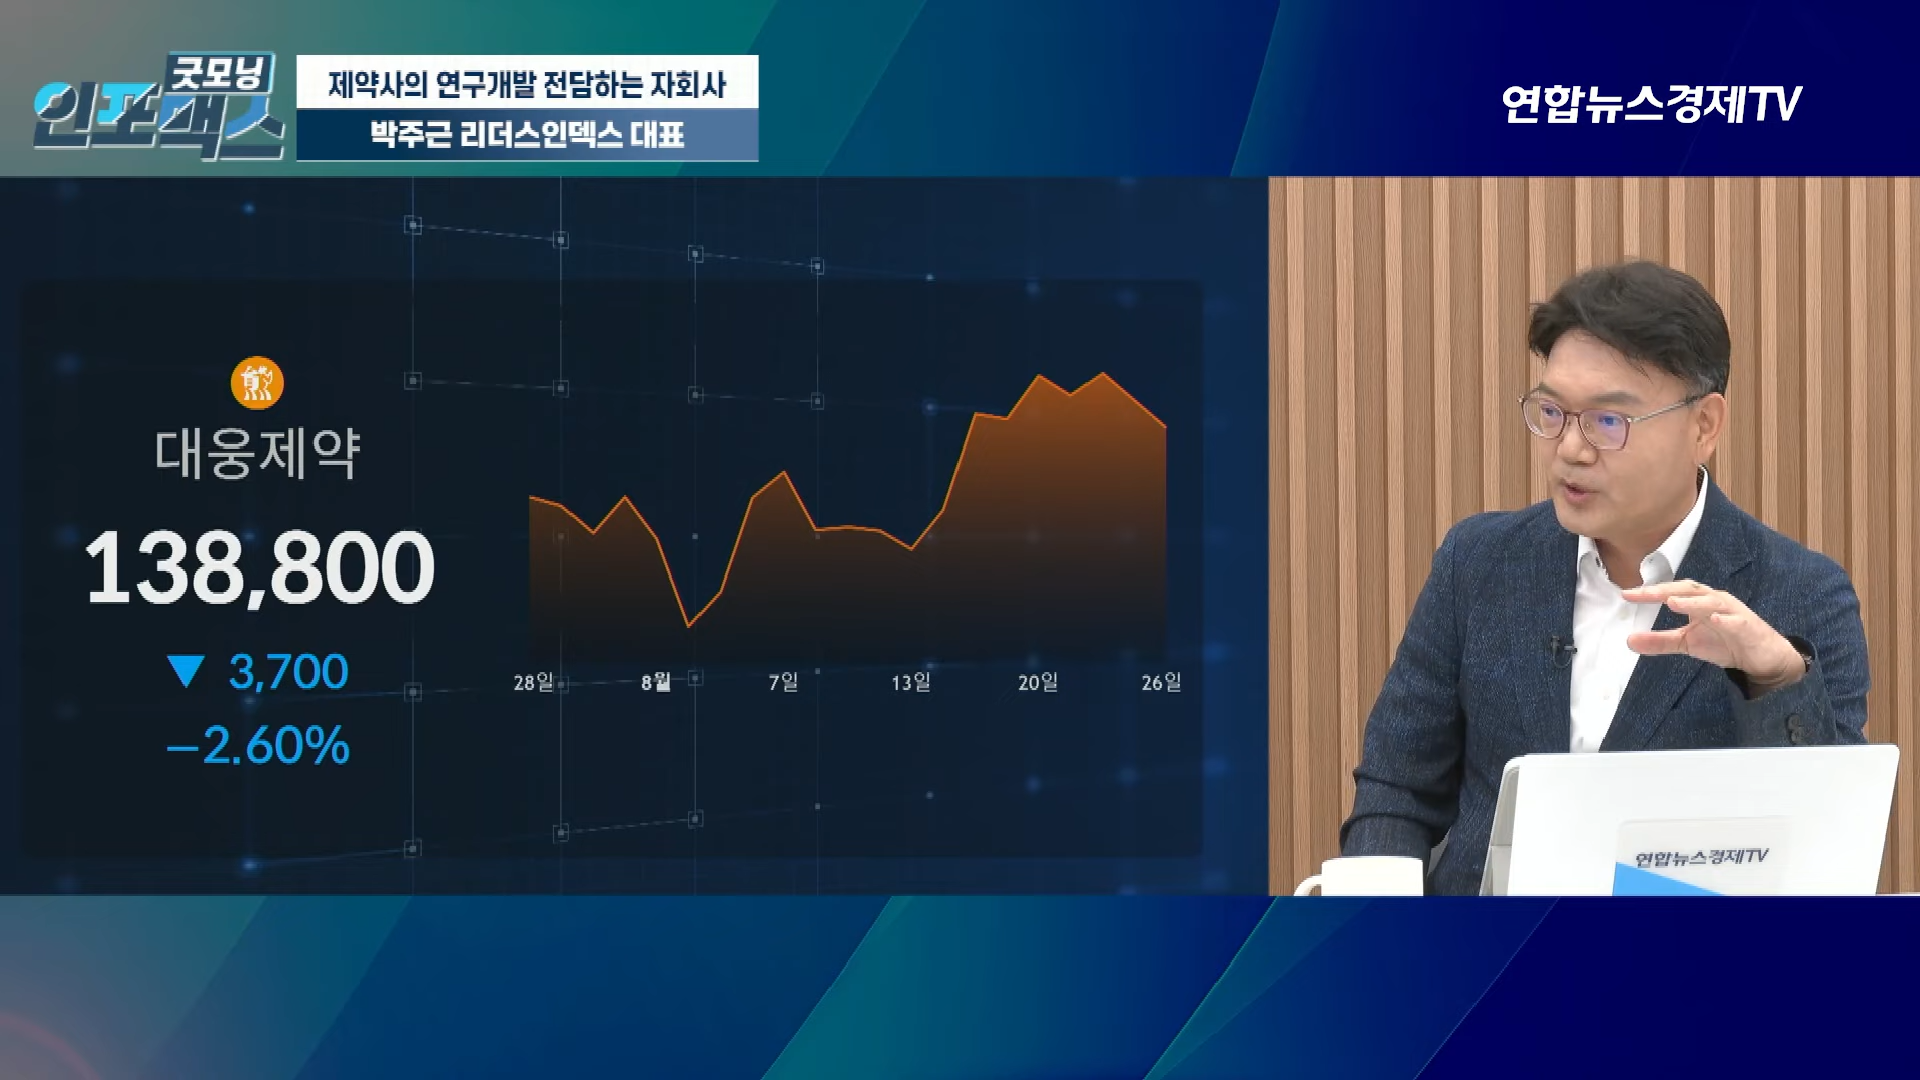 굿모닝
인포맥스
제약사의 연구개발 전담하는 자회사
박주근 리더스인덱스 대표
연합뉴스경제TV
대웅제약
138,800
▼ 3,700
−2.60%
28일 8월 7일 13일 20일 26일
연합뉴스경제TV